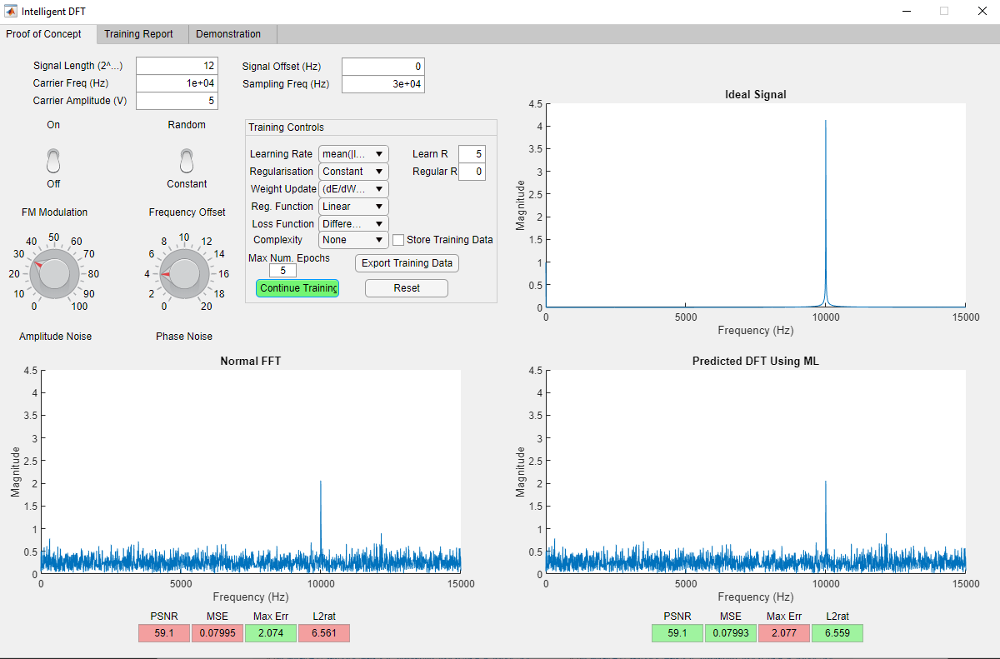 Intelligent DFT
Proof of Concept Training Report Demonstration
Signal Length (2^...) 12 Signal Offset (Hz) 0
Carrier Freq (Hz) 1e+04 Sampling Freq (Hz) 3e+04
Carrier Amplitude (V) 5
On Random
Off Constant
FM Modulation Frequency Offset
0 10 20 30 40 50 60 70 80 90 100
Amplitude Noise
0 2 4 6 8 10 12 14 16 18 20
Phase Noise
Training Controls
Learning Rate mean(|l... Learn R 5
Regularisation Constant Regular R 0
Weight Update (dE/dW...
Reg. Function Linear
Loss Function Differe...
Complexity None Store Training Data
Max Num. Epochs
5
Export Training Data
Continue Training Reset
Ideal Signal
Magnitude
4.5
4
3.5
3
2.5
2
1.5
1
0.5
0
0 5000 10000 15000
Frequency (Hz)
Normal FFT
Magnitude
4.5
4
3.5
3
2.5
2
1.5
1
0.5
0
0 5000 10000 15000
Frequency (Hz)
PSNR MSE Max Err L2rat
59.1 0.07995 2.074 6.561
Predicted DFT Using ML
Magnitude
4.5
4
3.5
3
2.5
2
1.5
1
0.5
0
0 5000 10000 15000
Frequency (Hz)
PSNR MSE Max Err L2rat
59.1 0.07993 2.077 6.559